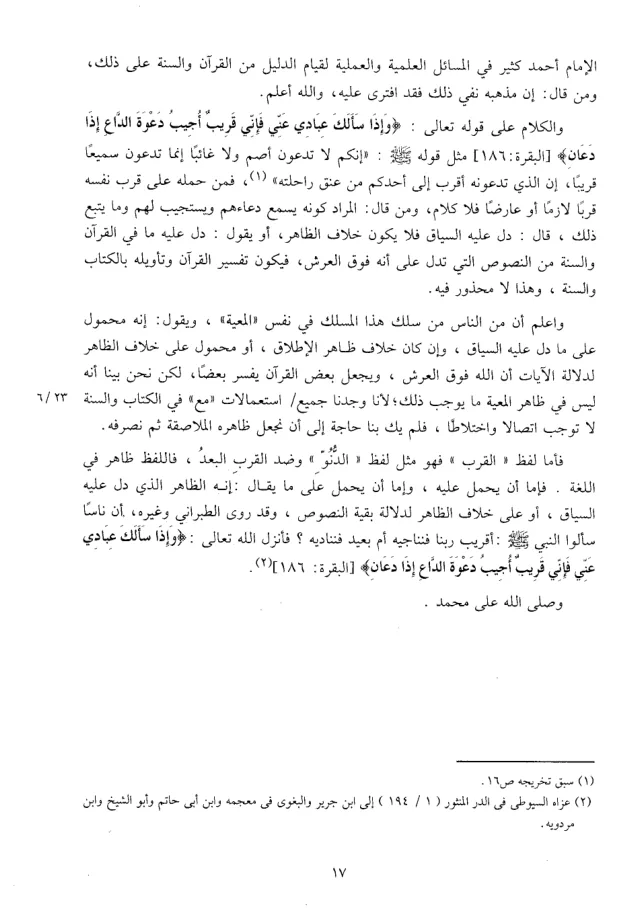 الإمام أحمد كثير في المسائل العلمية والعملية لقيام الدليل من القرآن والسنة على ذلك،
ومن قال: إن مذهبه نفي ذلك فقد افترى عليه، والله أعلم.
والكلام على قوله تعالى : ﴿وَإِذَا سَأَلَكَ عِبَادِي عَنِّي فَإِنِّي قَرِيبٌ أُجِيبُ دَعْوَةَ الدَّاعِ إِذَا
دَعَانِ﴾ [البقرة:١٨٦] مثل قوله ﷺ : «إنكم لا تدعون أصم ولا غائبًا إنما تدعون سميعًا
قريبًا، إن الذي تدعونه أقرب إلى أحدكم من عنق راحلته» (١)، فمن حمله على قرب نفسه
قربًا لازمًا أو عارضًا فلا كلام، ومن قال: المراد كونه يسمع دعاءهم ويستجيب لهم وما يتبع
ذلك ، قال : دل عليه السياق فلا يكون خلاف الظاهر، أو يقول : دل عليه ما في القرآن
والسنة من النصوص التي تدل على أنه فوق العرش، فيكون تفسير القرآن وتأويله بالكتاب
والسنة ، وهذا لا محذور فيه.
واعلم أن من الناس من سلك هذا المسلك في نفس «المعية» ، ويقول: إنه محمول
على ما دل عليه السياق ، وإن كان خلاف ظاهر الإطلاق ، أو محمول على خلاف الظاهر
لدلالة الآيات أن الله فوق العرش ، ويجعل بعض القرآن يفسر بعضًا، لكن نحن بينا أنه
ليس في ظاهر المعية ما يوجب ذلك؛لأنا وجدنا جميع/ استعمالات «مع» في الكتاب والسنة ٦/٢٣
لا توجب اتصالا واختلاطًا ، فلم يك بنا حاجة إلى أن نجعل ظاهره الملاصقة ثم نصرفه.
فأما لفظ « القرب » فهو مثل لفظ « الدُّنُوّ » وضد القرب البعدُ ، فاللفظ ظاهر في
اللغة . فإما أن يحمل عليه ، وإما أن يحمل على ما يقال :إنه الظاهر الذي دل عليه
السياق ، أو على خلاف الظاهر لدلالة بقية النصوص ، وقد روى الطبراني وغيره، أن ناسًا
سألوا النبي ﷺ :أقريب ربنا فنناجيه أم بعيد فنناديه ؟ فأنزل الله تعالى :﴿وَإِذَا سَأَلَكَ عِبَادِي
عَنِّي فَإِنِّي قَرِيبٌ أُجِيبُ دَعْوَةَ الدَّاعِ إِذَا دَعَانِ﴾ [البقرة: ١٨٦](٢).
وصلى الله على محمد .
(١) سبق تخريجه ص١٦.
(٢) عزاه السيوطى فى الدر المنثور ( ١ / ١٩٤ ) إلى ابن جرير والبغوى فى معجمه وابن أبى حاتم وأبو الشيخ وابن
مردويه.
١٧